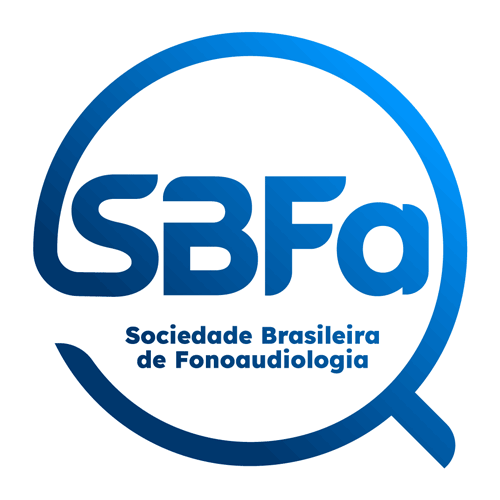 SBFa
Sociedade Brasileira
de Fonoaudiologia